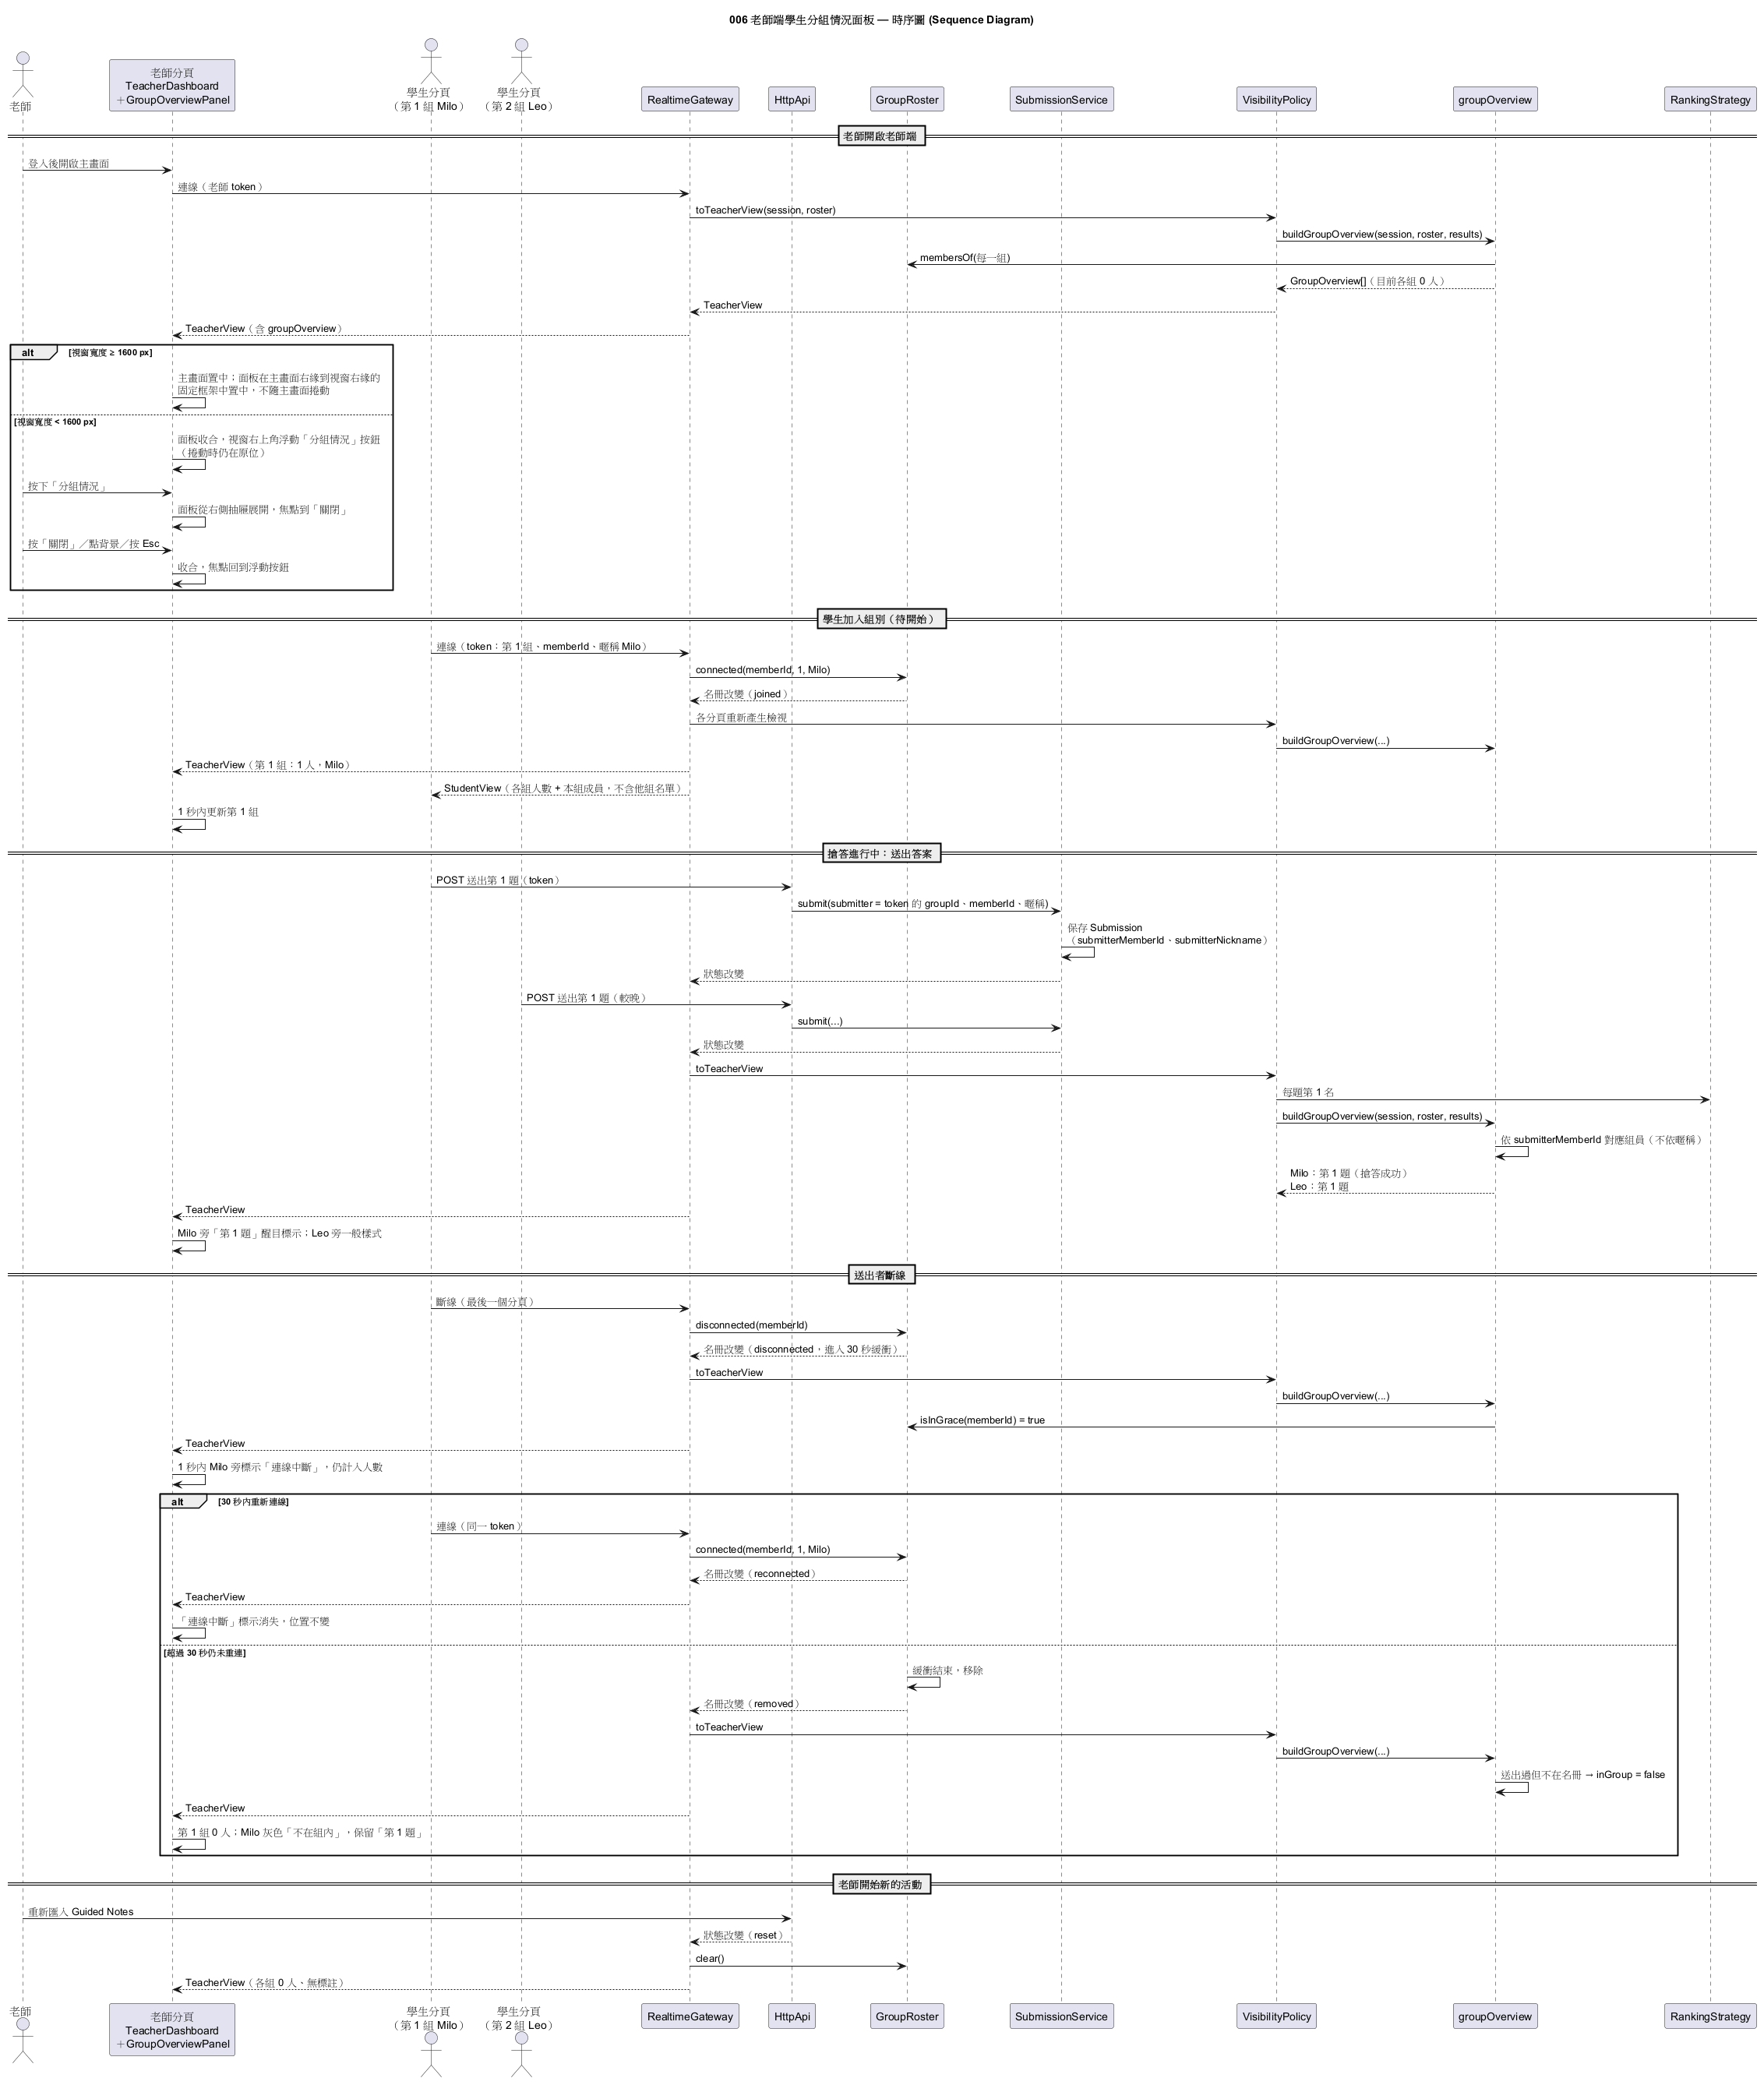 006 老師端學生分組情況面板 — 時序圖 (Sequence Diagram)
老師
老師分頁
TeacherDashboard
＋GroupOverviewPanel
學生分頁
（第 1 組 Milo）
學生分頁
（第 2 組 Leo）
RealtimeGateway
HttpApi
GroupRoster
SubmissionService
VisibilityPolicy
groupOverview
RankingStrategy
老師開啟老師端
登入後開啟主畫面
連線（老師 token）
toTeacherView(session, roster)
buildGroupOverview(session, roster, results)
membersOf(每一組)
GroupOverview[]（目前各組 0 人）
TeacherView
TeacherView（含 groupOverview）
alt [視窗寬度 ≥ 1600 px]
主畫面置中；面板在主畫面右緣到視窗右緣的
固定框架中置中，不隨主畫面捲動
[視窗寬度 < 1600 px]
面板收合，視窗右上角浮動「分組情況」按鈕
（捲動時仍在原位）
按下「分組情況」
面板從右側抽屜展開，焦點到「關閉」
按「關閉」／點背景／按 Esc
收合，焦點回到浮動按鈕
學生加入組別（待開始）
連線（token：第 1 組、memberId、暱稱 Milo）
connected(memberId, 1, Milo)
名冊改變（joined）
各分頁重新產生檢視
buildGroupOverview(...)
TeacherView（第 1 組：1 人，Milo）
StudentView（各組人數 + 本組成員，不含他組名單）
1 秒內更新第 1 組
搶答進行中：送出答案
POST 送出第 1 題（token）
submit(submitter = token 的 groupId、memberId、暱稱)
保存 Submission
（submitterMemberId、submitterNickname）
狀態改變
POST 送出第 1 題（較晚）
submit(...)
狀態改變
toTeacherView
每題第 1 名
buildGroupOverview(session, roster, results)
依 submitterMemberId 對應組員（不依暱稱）
Milo：第 1 題（搶答成功）
Leo：第 1 題
TeacherView
Milo 旁「第 1 題」醒目標示；Leo 旁一般樣式
送出者斷線
斷線（最後一個分頁）
disconnected(memberId)
名冊改變（disconnected，進入 30 秒緩衝）
toTeacherView
buildGroupOverview(...)
isInGrace(memberId) = true
TeacherView
1 秒內 Milo 旁標示「連線中斷」，仍計入人數
alt [30 秒內重新連線]
連線（同一 token）
connected(memberId, 1, Milo)
名冊改變（reconnected）
TeacherView
「連線中斷」標示消失，位置不變
[超過 30 秒仍未重連]
緩衝結束，移除
名冊改變（removed）
toTeacherView
buildGroupOverview(...)
送出過但不在名冊 → inGroup = false
TeacherView
第 1 組 0 人；Milo 灰色「不在組內」，保留「第 1 題」
老師開始新的活動
重新匯入 Guided Notes
狀態改變（reset）
clear()
TeacherView（各組 0 人、無標註）
老師
老師分頁
TeacherDashboard
＋GroupOverviewPanel
學生分頁
（第 1 組 Milo）
學生分頁
（第 2 組 Leo）
RealtimeGateway
HttpApi
GroupRoster
SubmissionService
VisibilityPolicy
groupOverview
RankingStrategy